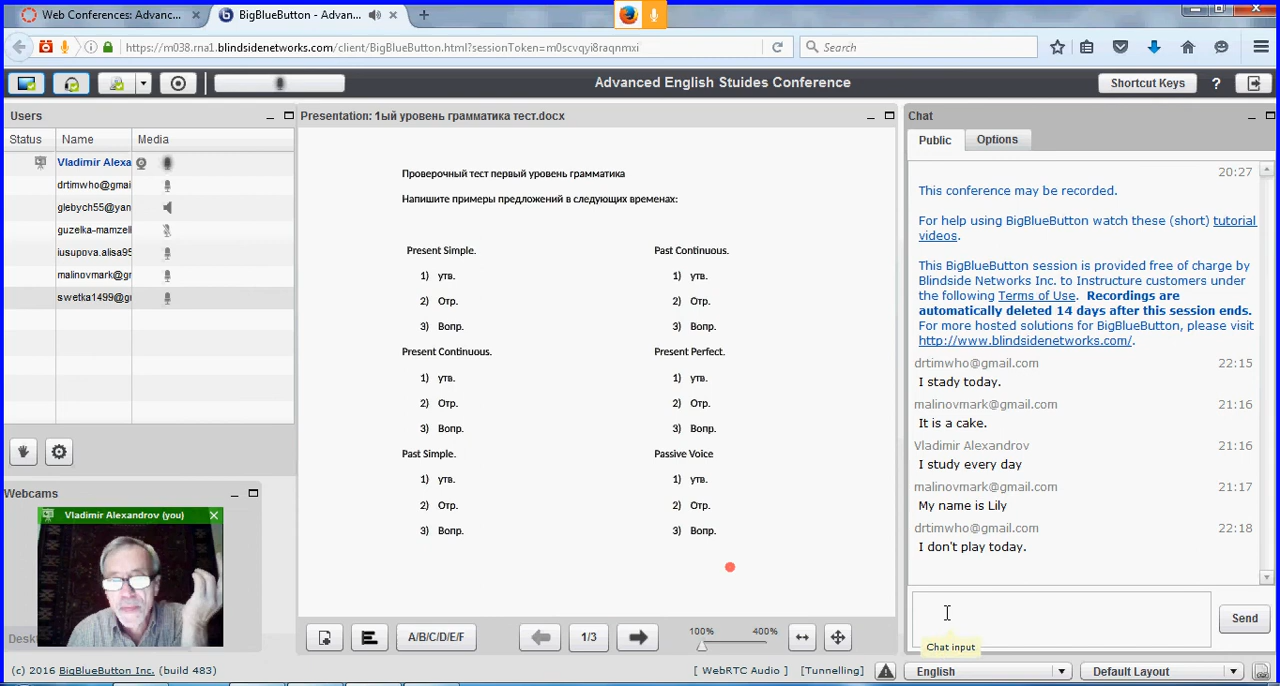 Web Conferences: Advanc...
BigBlueButton - Advan...
https://m038.rna1.blindsidenetworks.com/client/BigBlueButton.html?sessionToken=m0scvqyi8raqnmxi
Search
Advanced English Stuides Conference
Shortcut Keys
?
Users
Status Name Media
Vladimir Alexa
drtimwho@gmai
glebych55@yan
guzelka-mamzell
iusupova.alisa95
malinovmark@gr
swetka1499@gi
Webcams
Vladimir Alexandrov (you)
Desk
Presentation: 1ый уровень грамматика тест.docx
Проверочный тест первый уровень грамматика
Напишите примеры предложений в следующих временах:
Present Simple.
1) утв.
2) Отр.
3) Вопр.
Present Continuous.
1) утв.
2) Отр.
3) Вопр.
Past Simple.
1) утв.
2) Отр.
3) Вопр.
Past Continuous.
1) утв.
2) Отр.
3) Вопр.
Present Perfect.
1) утв.
2) Отр.
3) Вопр.
Passive Voice
1) утв.
2) Отр.
3) Вопр.
A/B/C/D/E/F
1/3
100% 400%
Chat
Public Options
20:27
This conference may be recorded.
For help using BigBlueButton watch these (short) tutorial
videos.
This BigBlueButton session is provided free of charge by
Blindside Networks Inc. to Instructure customers under
the following Terms of Use. Recordings are
automatically deleted 14 days after this session ends.
For more hosted solutions for BigBlueButton, please visit
http://www.blindsidenetworks.com/.
drtimwho@gmail.com 22:15
I stady today.
malinovmark@gmail.com 21:16
It is a cake.
Vladimir Alexandrov 21:16
I study every day
malinovmark@gmail.com 21:17
My name is Lily
drtimwho@gmail.com 22:18
I don't play today.
Send
Chat input
(c) 2016 BigBlueButton Inc. (build 483)
[ WebRTC Audio ] [Tunnelling]
English
Default Layout